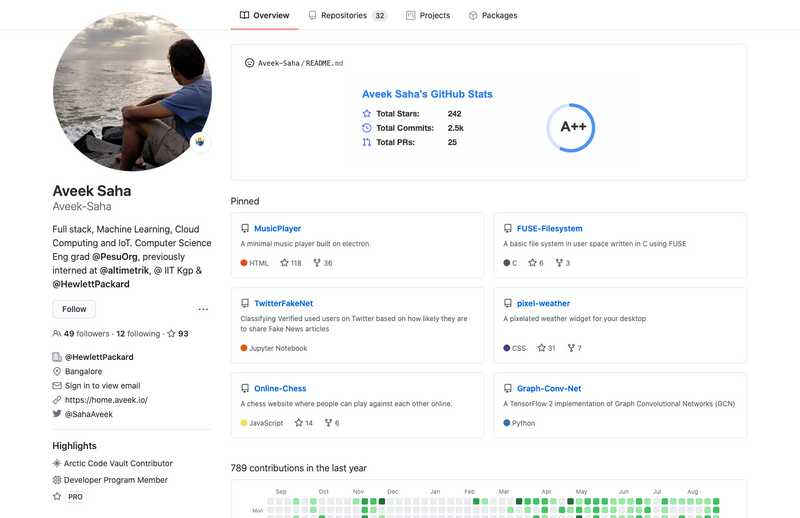 Overview
Repositories 32
Projects
Packages
Aveek Saha
Aveek-Saha
Full stack, Machine Learning, Cloud
Computing and IoT. Computer Science
Eng grad @PesuOrg, previously
interned at @altimetrik, @ IIT Kgp &
@HewlettPackard
Follow
49 followers · 12 following · 93
@HewlettPackard
Bangalore
Sign in to view email
https://home.aveek.io/
@SahaAveek
Highlights
Arctic Code Vault Contributor
Developer Program Member
PRO
Aveek-Saha/README.md
Aveek Saha's GitHub Stats
Total Stars: 242
Total Commits: 2.5k
Total PRs: 25
A++
Pinned
MusicPlayer
A minimal music player built on electron.
HTML 118 36
FUSE-Filesystem
A basic file system in user space written in C using FUSE
C 6 3
TwitterFakeNet
Classifying Verified used users on Twitter based on how likely they are
to share Fake News articles
Jupyter Notebook
pixel-weather
A pixelated weather widget for your desktop
CSS 31 7
Online-Chess
A chess website where people can play against each other online.
JavaScript 14 6
Graph-Conv-Net
A TensorFlow 2 implementation of Graph Convolutional Networks (GCN)
Python
789 contributions in the last year
Sep Oct Nov Dec Jan Feb Mar Apr May Jun Jul Aug
Mon